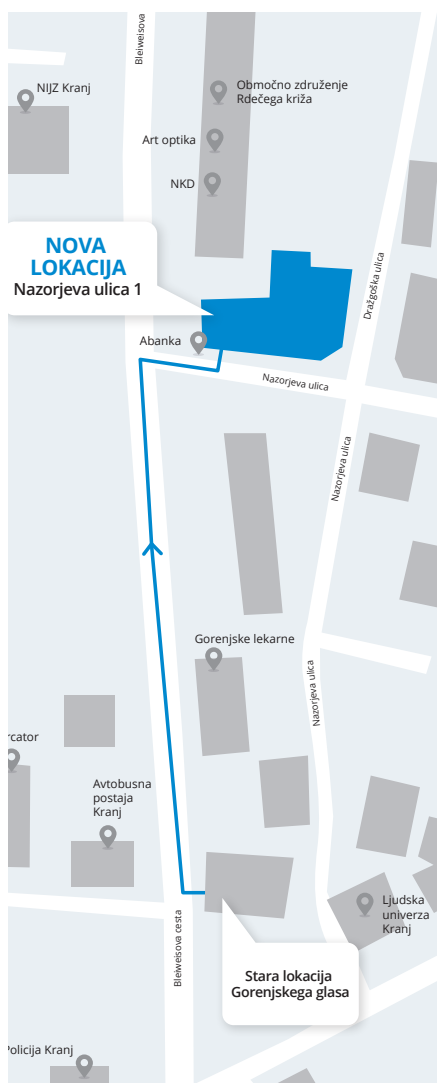 Bleiweisova
NIJZ Kranj
Območno združenje
Rdečega križa
Art optika
NKD
NOVA
LOKACIJA
Nazorjeva ulica 1
Dražgoška ulica
Abanka
Nazorjeva ulica
Nazorjeva ulica
Gorenjske lekarne
Nazorjeva ulica
rcator
Avtobusna
postaja
Kranj
Ljudska
univerza
Kranj
Bleiweisova cesta
Stara lokacija
Gorenjskega glasa
Policija Kranj